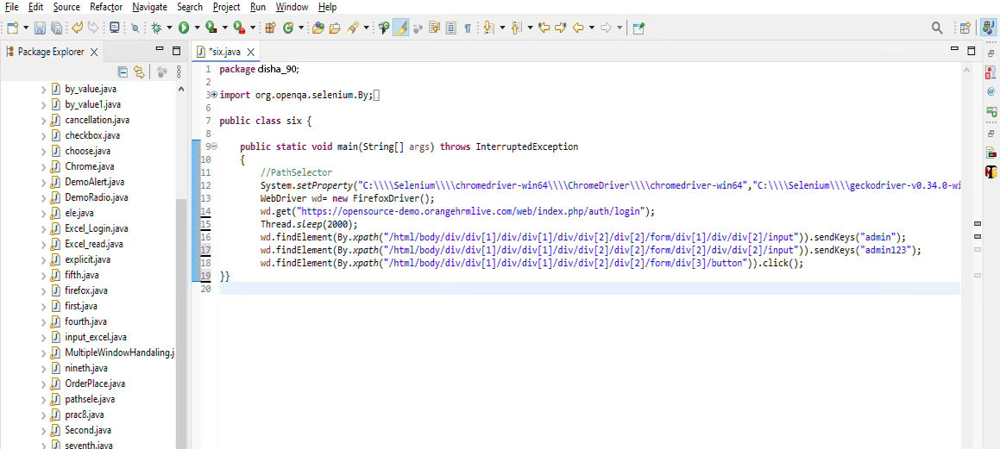 File Edit Source Refactor Navigate Search Project Run Window Help
Package Explorer
by_value.java
by_value1.java
cancellation.java
checkbox.java
choose.java
Chrome.java
DemoAlert.java
DemoRadio.java
ele.java
Excel_Login.java
Excel_read.java
explicit.java
fifth.java
firefox.java
first.java
fourth.java
input_excel.java
MultipleWindowHandaling.j
nineth.java
OrderPlace.java
pathsele.java
prac8.java
Second.java
seventh.java
*six.java
1 package disha_90;
2
3 import org.openqa.selenium.By;
6
7 public class six {
8
9 public static void main(String[] args) throws InterruptedException
10 {
11 //PathSelector
12 System.setProperty("C:\\\\Selenium\\\\chromedriver-win64\\\\ChromeDriver\\\\chromedriver-win64","C:\\\\Selenium\\\\geckodriver-v0.34.0-wi
13 WebDriver wd= new FirefoxDriver();
14 wd.get("https://opensource-demo.orangehrmlive.com/web/index.php/auth/login");
15 Thread.sleep(2000);
16 wd.findElement(By.xpath("/html/body/div/div[1]/div/div[1]/div/div[2]/div[2]/form/div[1]/div/div[2]/input")).sendKeys("admin");
17 wd.findElement(By.xpath("/html/body/div/div[1]/div/div[1]/div/div[2]/div[2]/form/div[2]/div/div[2]/input")).sendKeys("admin123");
18 wd.findElement(By.xpath("/html/body/div/div[1]/div/div[1]/div/div[2]/div[2]/form/div[3]/button")).click();
19 }}
20